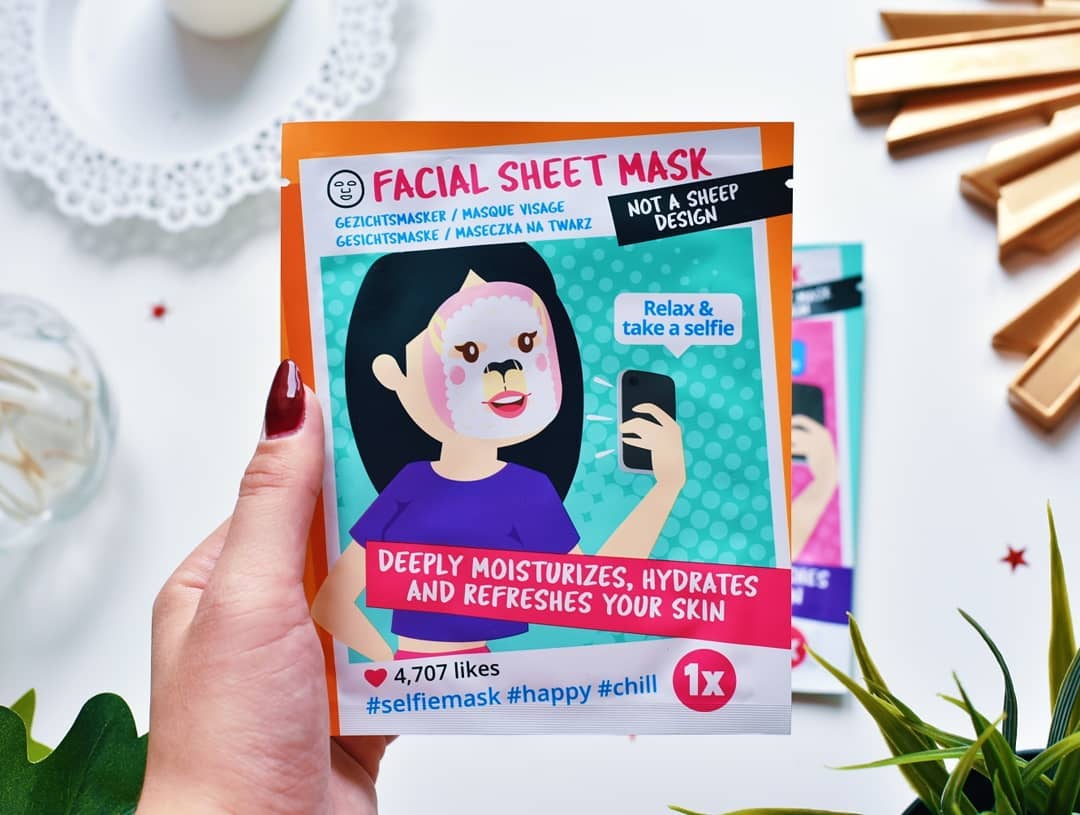 FACIAL SHEET MASK
GEZICHTSMASKER / MASQUE VISAGE
GESICHTSMASKE / MASECZKA NA TWARZ
NOT A SHEEP
DESIGN
Relax &
take a selfie
DEEPLY MOISTURIZES, HYDRATES
AND REFRESHES YOUR SKIN
4,707 likes
#selfiemask #happy #chill
1x